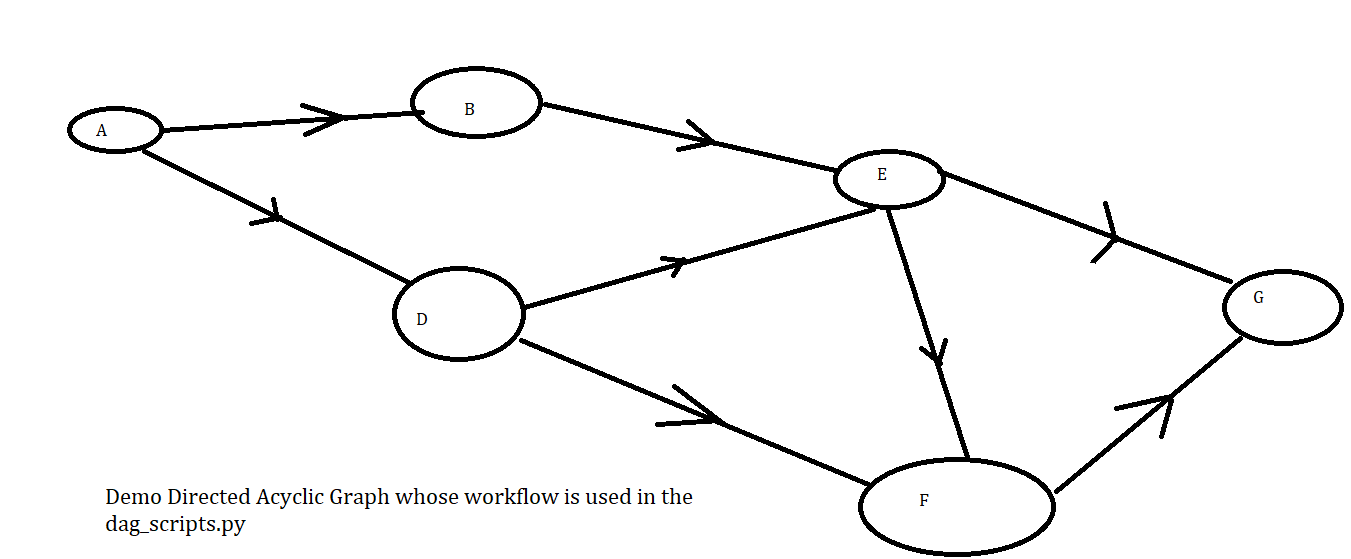 A
B
E
D
G
F
Demo Directed Acyclic Graph whose workflow is used in the
dag_scripts.py